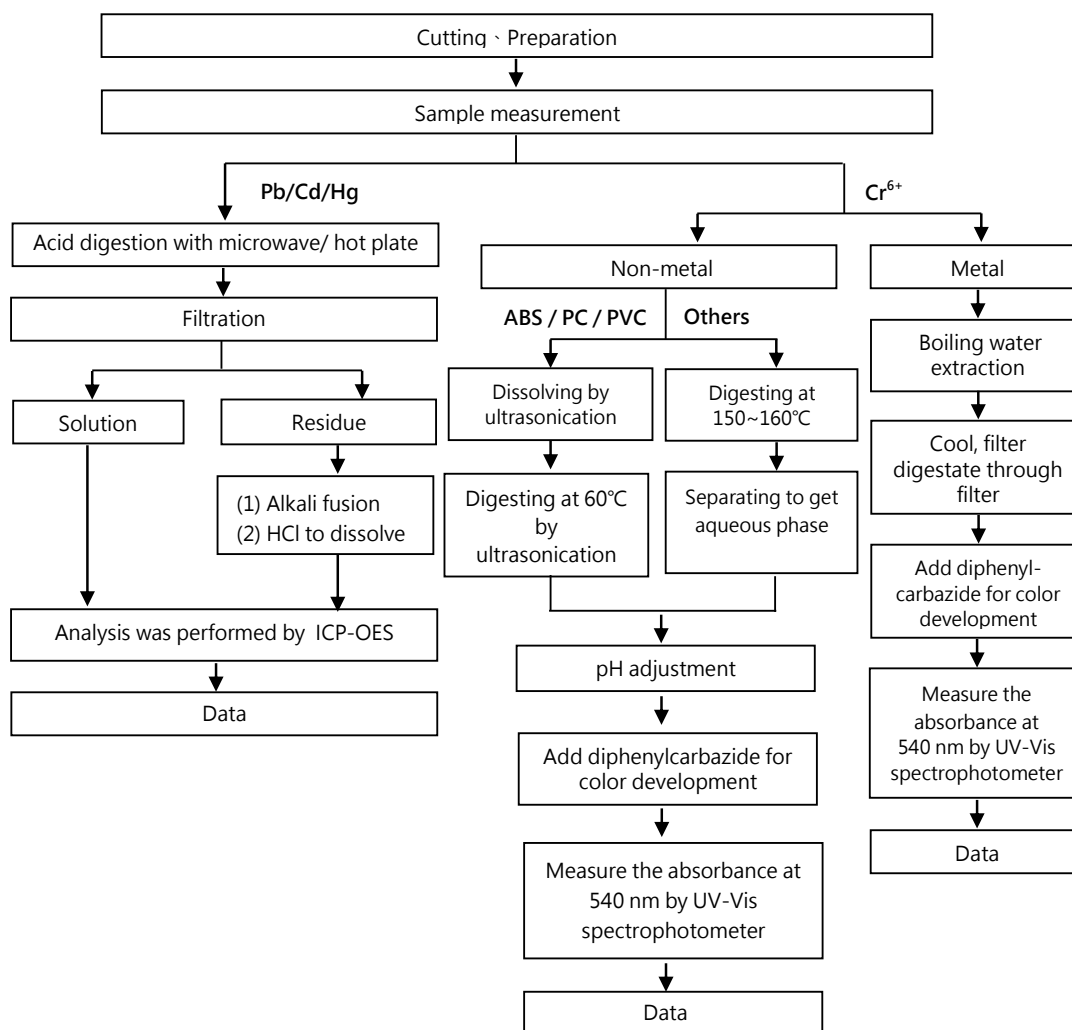 Cutting、Preparation
Sample measurement
Pb/Cd/Hg
Cr6+
Acid digestion with microwave/ hot plate
Filtration
Solution
Residue
(1) Alkali fusion
(2) HCl to dissolve
Analysis was performed by ICP-OES
Data
Non-metal
ABS / PC / PVC
Others
Dissolving by
ultrasonication
Digesting at
150~160℃
Digesting at 60℃
by
ultrasonication
Separating to get
aqueous phase
pH adjustment
Add diphenylcarbazide for
color development
Measure the absorbance at
540 nm by UV-Vis
spectrophotometer
Data
Metal
Boiling water
extraction
Cool, filter
digestate through
filter
Add diphenyl-
carbazide for color
development
Measure the
absorbance at
540 nm by UV-Vis
spectrophotometer
Data